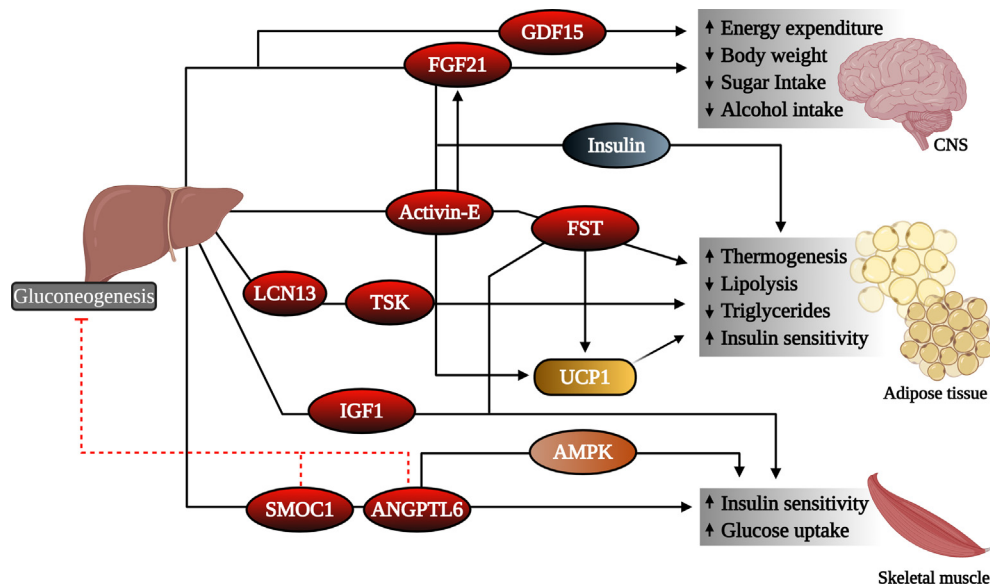 GDF15
FGF21
↑ Energy expenditure
↓ Body weight
↓ Sugar Intake
↓ Alcohol intake
CNS
Insulin
Activin-E
FST
↑ Thermogenesis
↓ Lipolysis
↓ Triglycerides
↑ Insulin sensitivity
Adipose tissue
Gluconeogenesis
LCN13
TSK
UCP1
IGF1
AMPK
SMOC1
ANGPTL6
↑ Insulin sensitivity
↑ Glucose uptake
Skeletal muscle